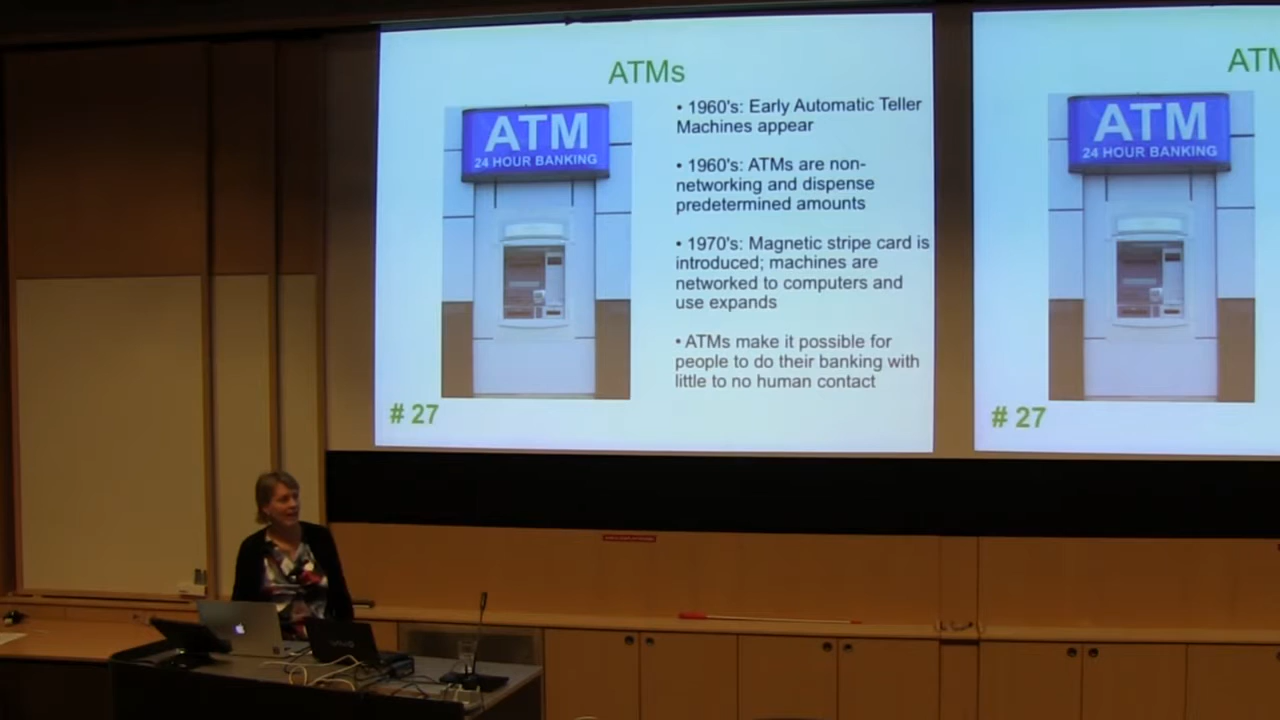 ATMs
ATM
24 HOUR BANKING
• 1960's: Early Automatic Teller
Machines appear
• 1960's: ATMs are non-
networking and dispense
predetermined amounts
• 1970's: Magnetic stripe card is
introduced; machines are
networked to computers and
use expands
• ATMs make it possible for
people to do their banking with
little to no human contact
# 27
ATM
ATM
24 HOUR BANKING
# 27